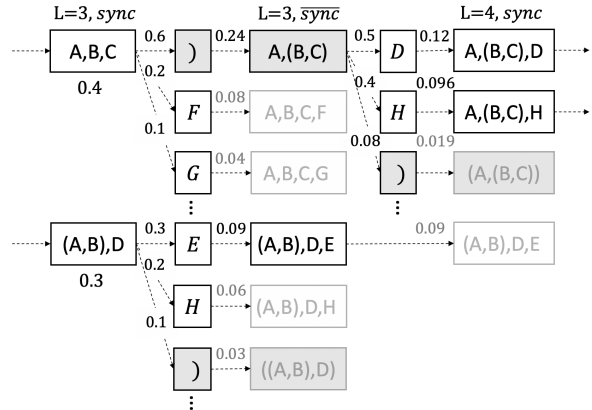 L=3, sync L=3, sync L=4, sync
A,B,C 0.6 ) 0.24 A,(B,C) 0.5 D 0.12 A,(B,C),D
0.4 0.2 F 0.08 A,B,C,F 0.4 H 0.096 A,(B,C),H
0.1 G 0.04 A,B,C,G 0.08 ) 0.019 (A,(B,C))
⋮ ⋮
(A,B),D 0.3 E 0.09 (A,B),D,E 0.09 (A,B),D,E
0.3 0.2 H 0.06 (A,B),D,H
0.1 ) 0.03 ((A,B),D)
⋮